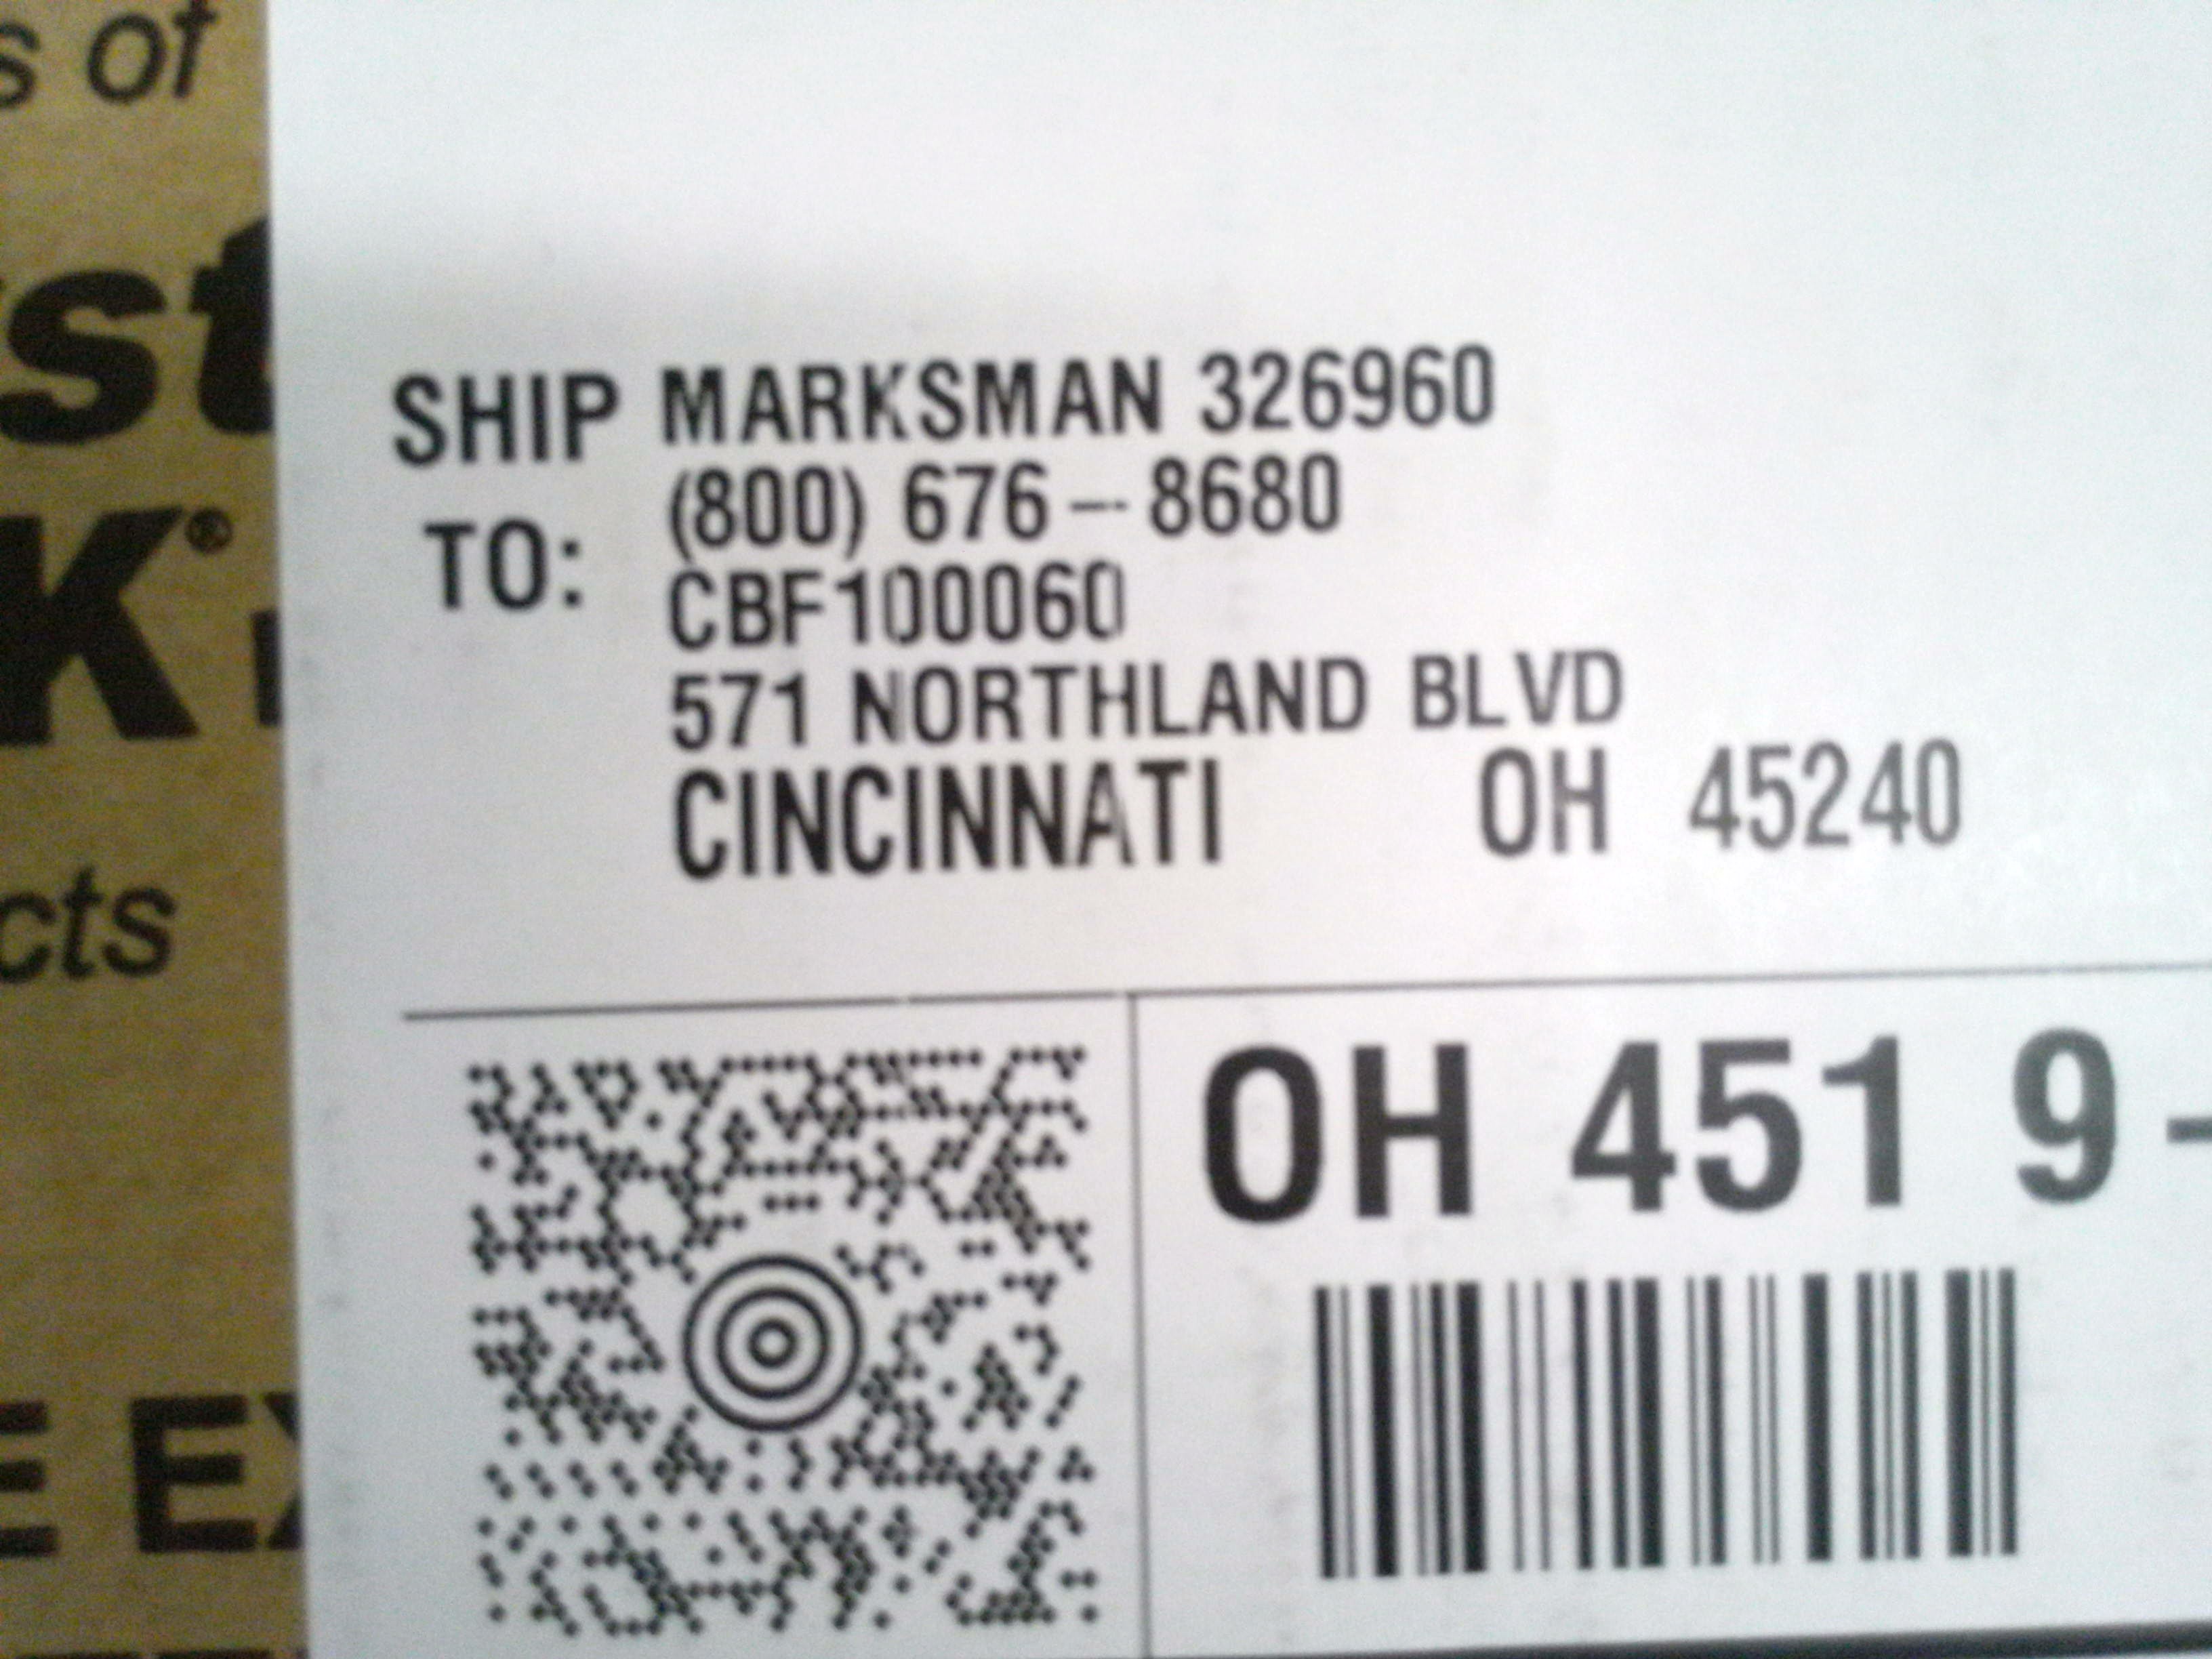 s of
st
K®
cts
E EX
SHIP TO:
MARKSMAN 326960
(800) 676-8680
CBF100060
571 NORTHLAND BLVD
CINCINNATI OH 45240
OH 451 9-